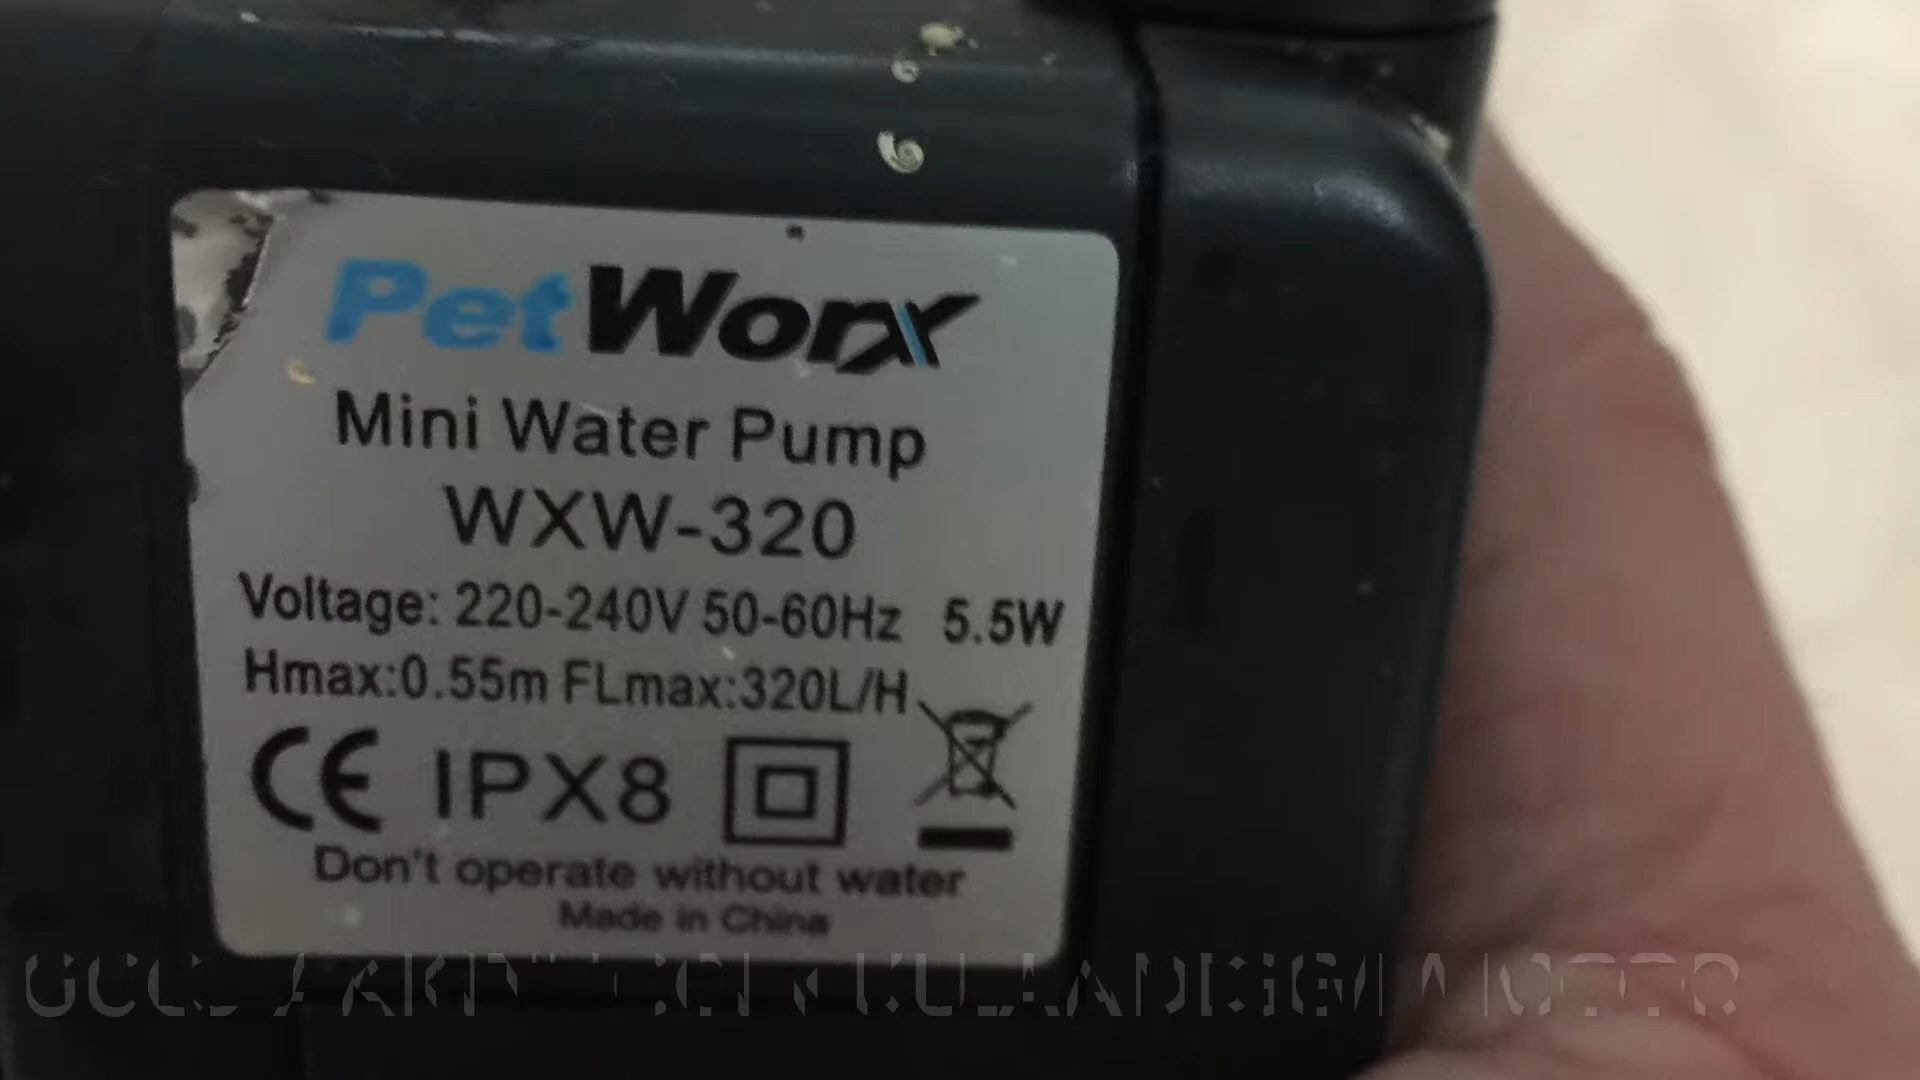 PetWorx
Mini Water Pump
WXW-320
Voltage: 220-240V 50-60Hz 5.5W
Hmax:0.55m FLmax:320L/H
CE IPX8
Don't operate without water
Made in China